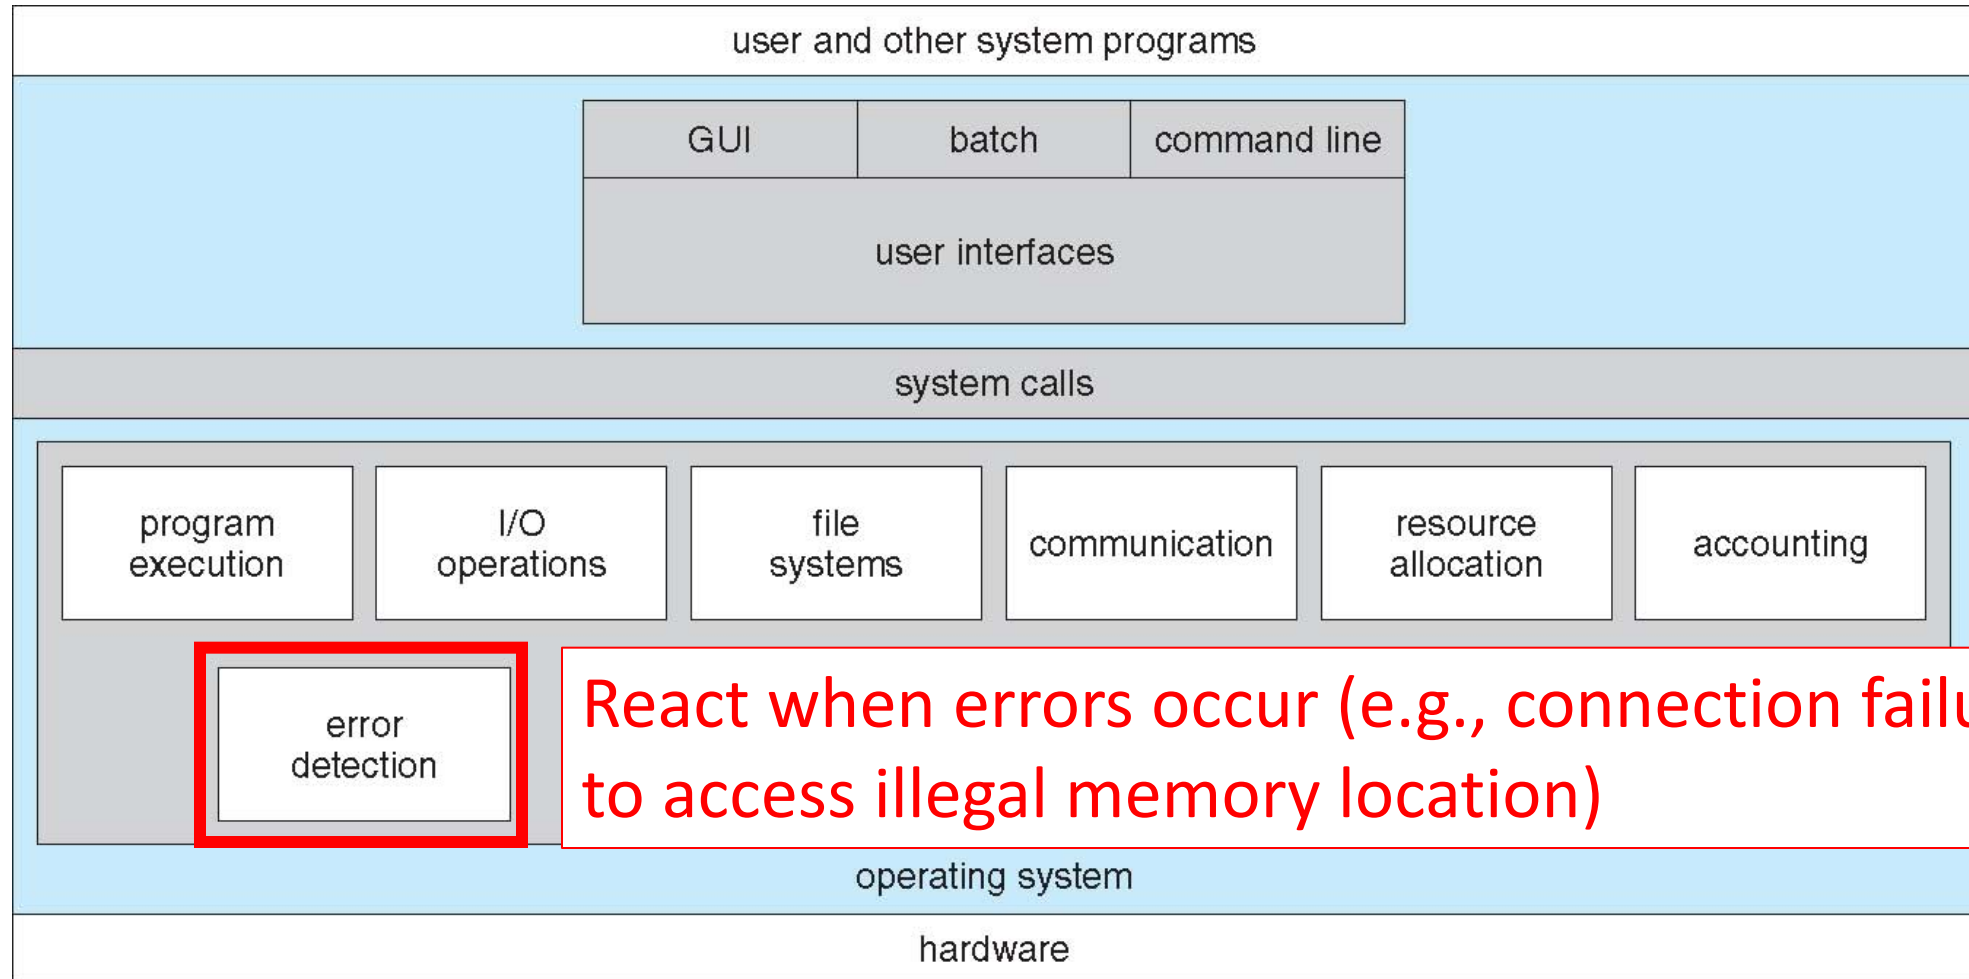 user and other system programs
GUI batch command line
user interfaces
system calls
program
execution
I/O
operations
file
systems
communication
resource
allocation
accounting
error
detection
React when errors occur (e.g., connection
to access illegal memory location)
operating system
hardware